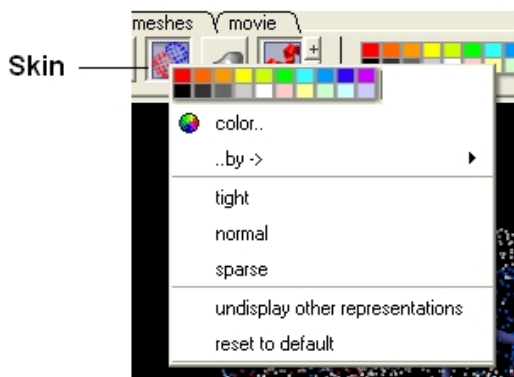 meshes movie
Skin
+
color..
..by ->
tight
normal
sparse
undisplay other representations
reset to default